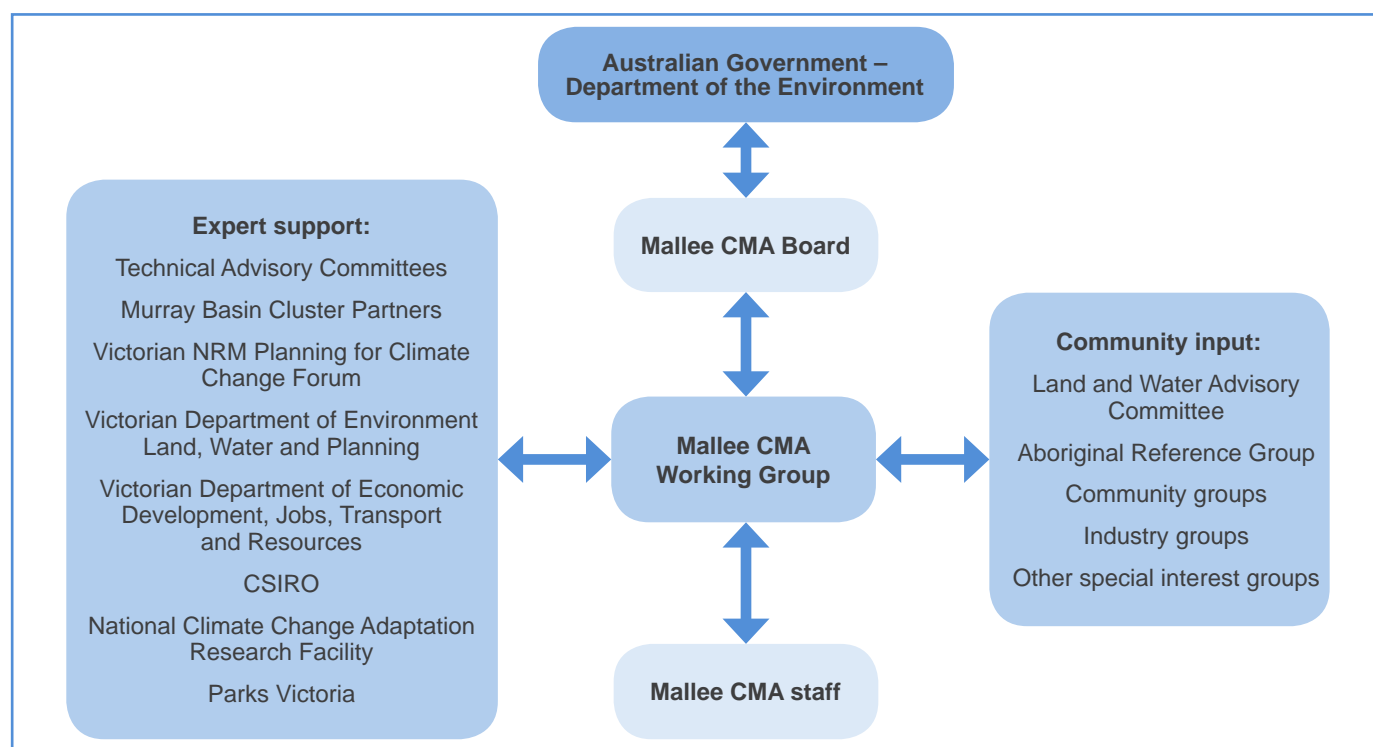 Australian Government –
Department of the Environment
Mallee CMA Board
Expert support:
Technical Advisory Committees
Murray Basin Cluster Partners
Victorian NRM Planning for Climate
Change Forum
Victorian Department of Environment
Land, Water and Planning
Victorian Department of Economic
Development, Jobs, Transport
and Resources
CSIRO
National Climate Change Adaptation
Research Facility
Parks Victoria
Mallee CMA
Working Group
Community input:
Land and Water Advisory
Committee
Aboriginal Reference Group
Community groups
Industry groups
Other special interest groups
Mallee CMA staff